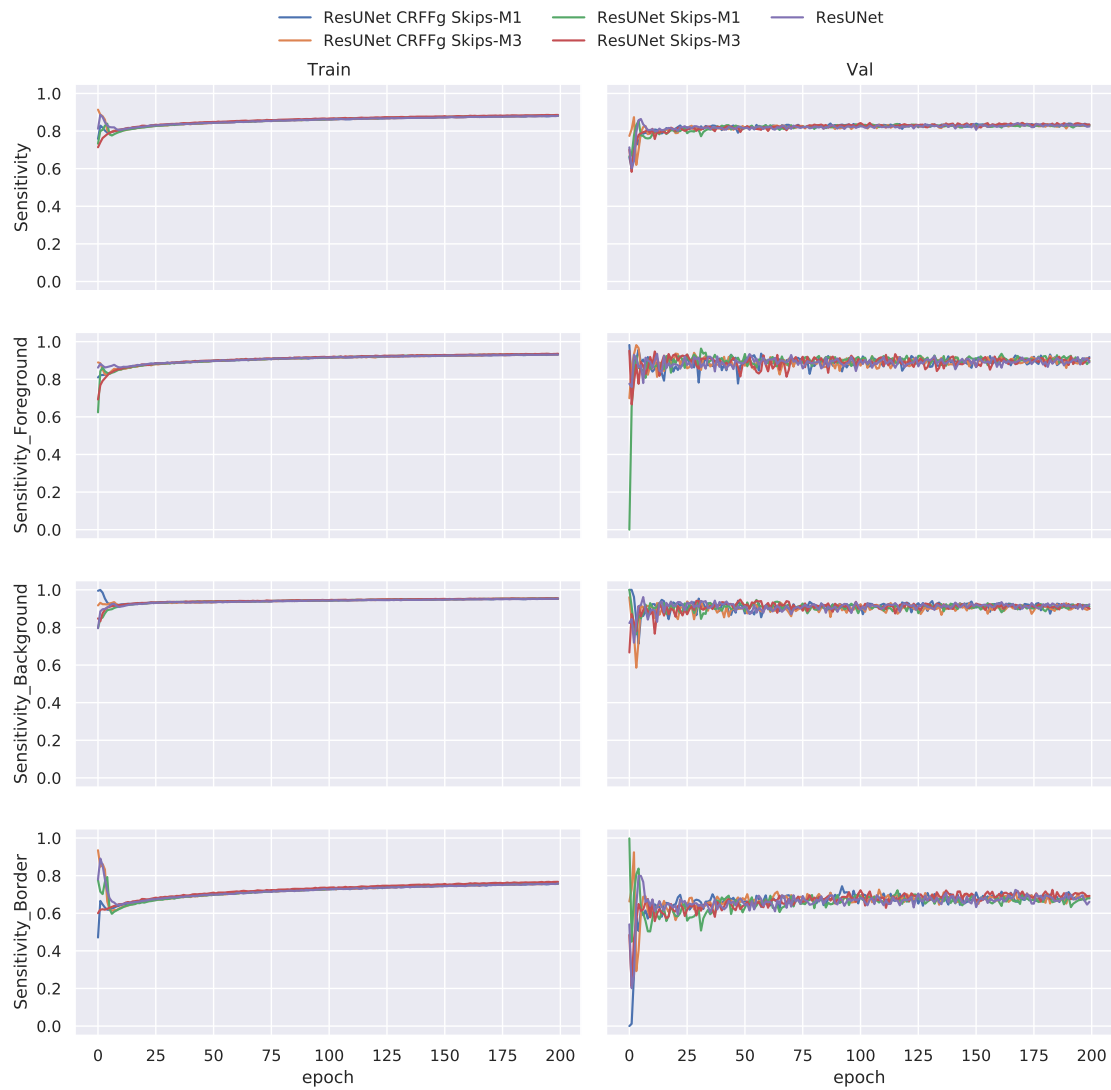 ResUNet CRFFg Skips-M1 ResUNet Skips-M1 ResUNet
ResUNet CRFFg Skips-M3 ResUNet Skips-M3
Train Val
Sensitivity
1.0
0.8
0.6
0.4
0.2
0.0
Sensitivity_Foreground
1.0
0.8
0.6
0.4
0.2
0.0
Sensitivity_Background
1.0
0.8
0.6
0.4
0.2
0.0
Sensitivity_Border
1.0
0.8
0.6
0.4
0.2
0.0
0 25 50 75 100 125 150 175 200 0 25 50 75 100 125 150 175 200
epoch epoch